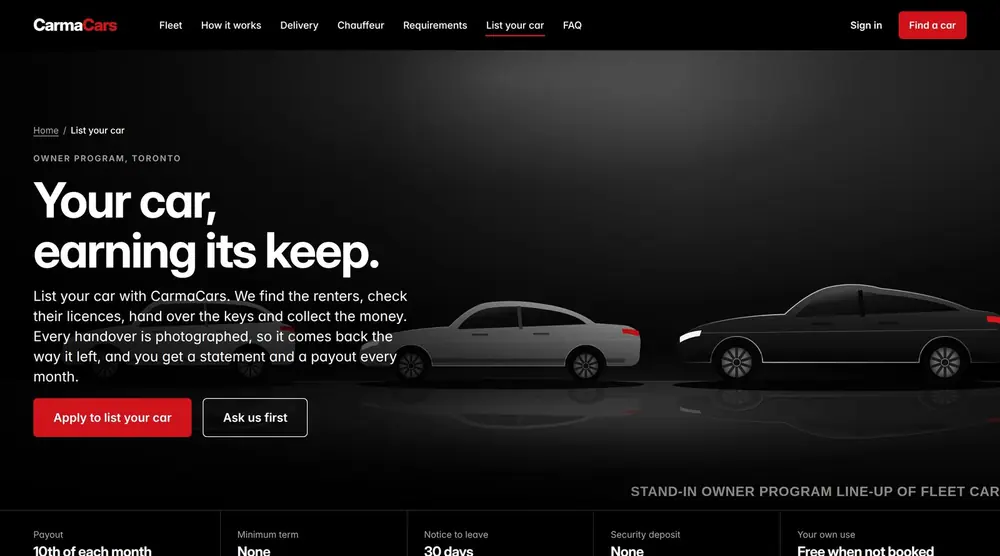 CarmaCars
Fleet
How it works
Delivery
Chauffeur
Requirements
List your car
FAQ
Sign in
Find a car
Home / List your car
OWNER PROGRAM, TORONTO
Your car,
earning its keep.
List your car with CarmaCars. We find the renters, check
their licences, hand over the keys and collect the money.
Every handover is photographed, so it comes back the
way it left, and you get a statement and a payout every
month.
Apply to list your car
Ask us first
STAND-IN OWNER PROGRAM LINE-UP OF FLEET CAR
Payout
10th of each month
Minimum term
None
Notice to leave
30 days
Security deposit
None
Your own use
Free when not booked